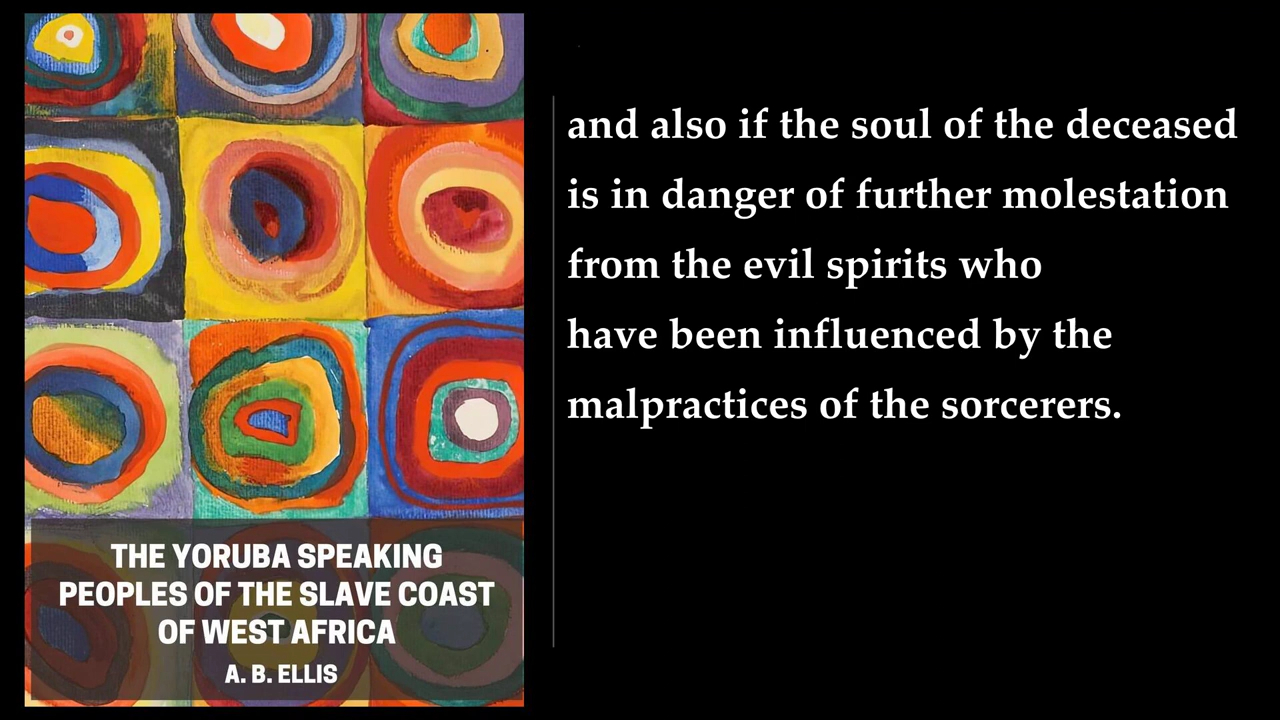 and also if the soul of the deceased
is in danger of further molestation
from the evil spirits who
have been influenced by the
malpractices of the sorcerers.
THE YORUBA SPEAKING
PEOPLES OF THE SLAVE COAST
OF WEST AFRICA
A. B. ELLIS